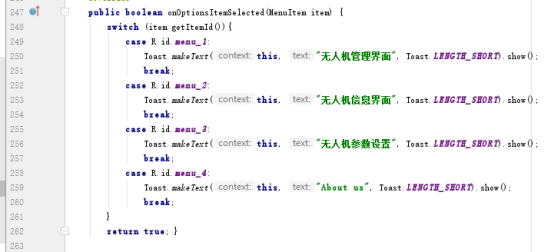 247 public boolean onOptionsItemSelected(MenuItem item) {
248 switch (item.getItemId()){
249 case R.id.menu_1:
250 Toast.makeText( context: this, text: "无人机管理界面", Toast.LENGTH_SHORT).show();
251 break;
252 case R.id.menu_2:
253 Toast.makeText( context: this, text: "无人机信息界面", Toast.LENGTH_SHORT).show();
254 break;
255 case R.id.menu_3:
256 Toast.makeText( context: this, text: "无人机参数设置", Toast.LENGTH_SHORT).show();
257 break;
258 case R.id.menu_4:
259 Toast.makeText( context: this, text: "About us", Toast.LENGTH_SHORT).show();
260 break;
261 }
262 return true; }
263